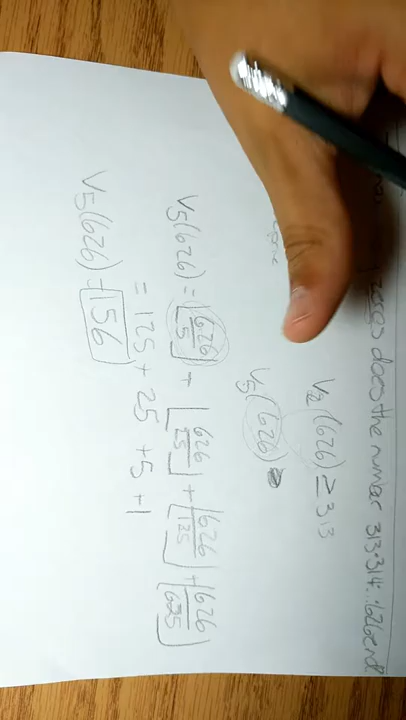 zeroes does the number 313·314...626 end
V₂(626) ≥ 313
V₅(626)
V₅(626) = ⌊626/5⌋ + ⌊626/25⌋ + ⌊626/125⌋ + ⌊626/625⌋
= 125 + 25 + 5 + 1
V₅(626) = 156